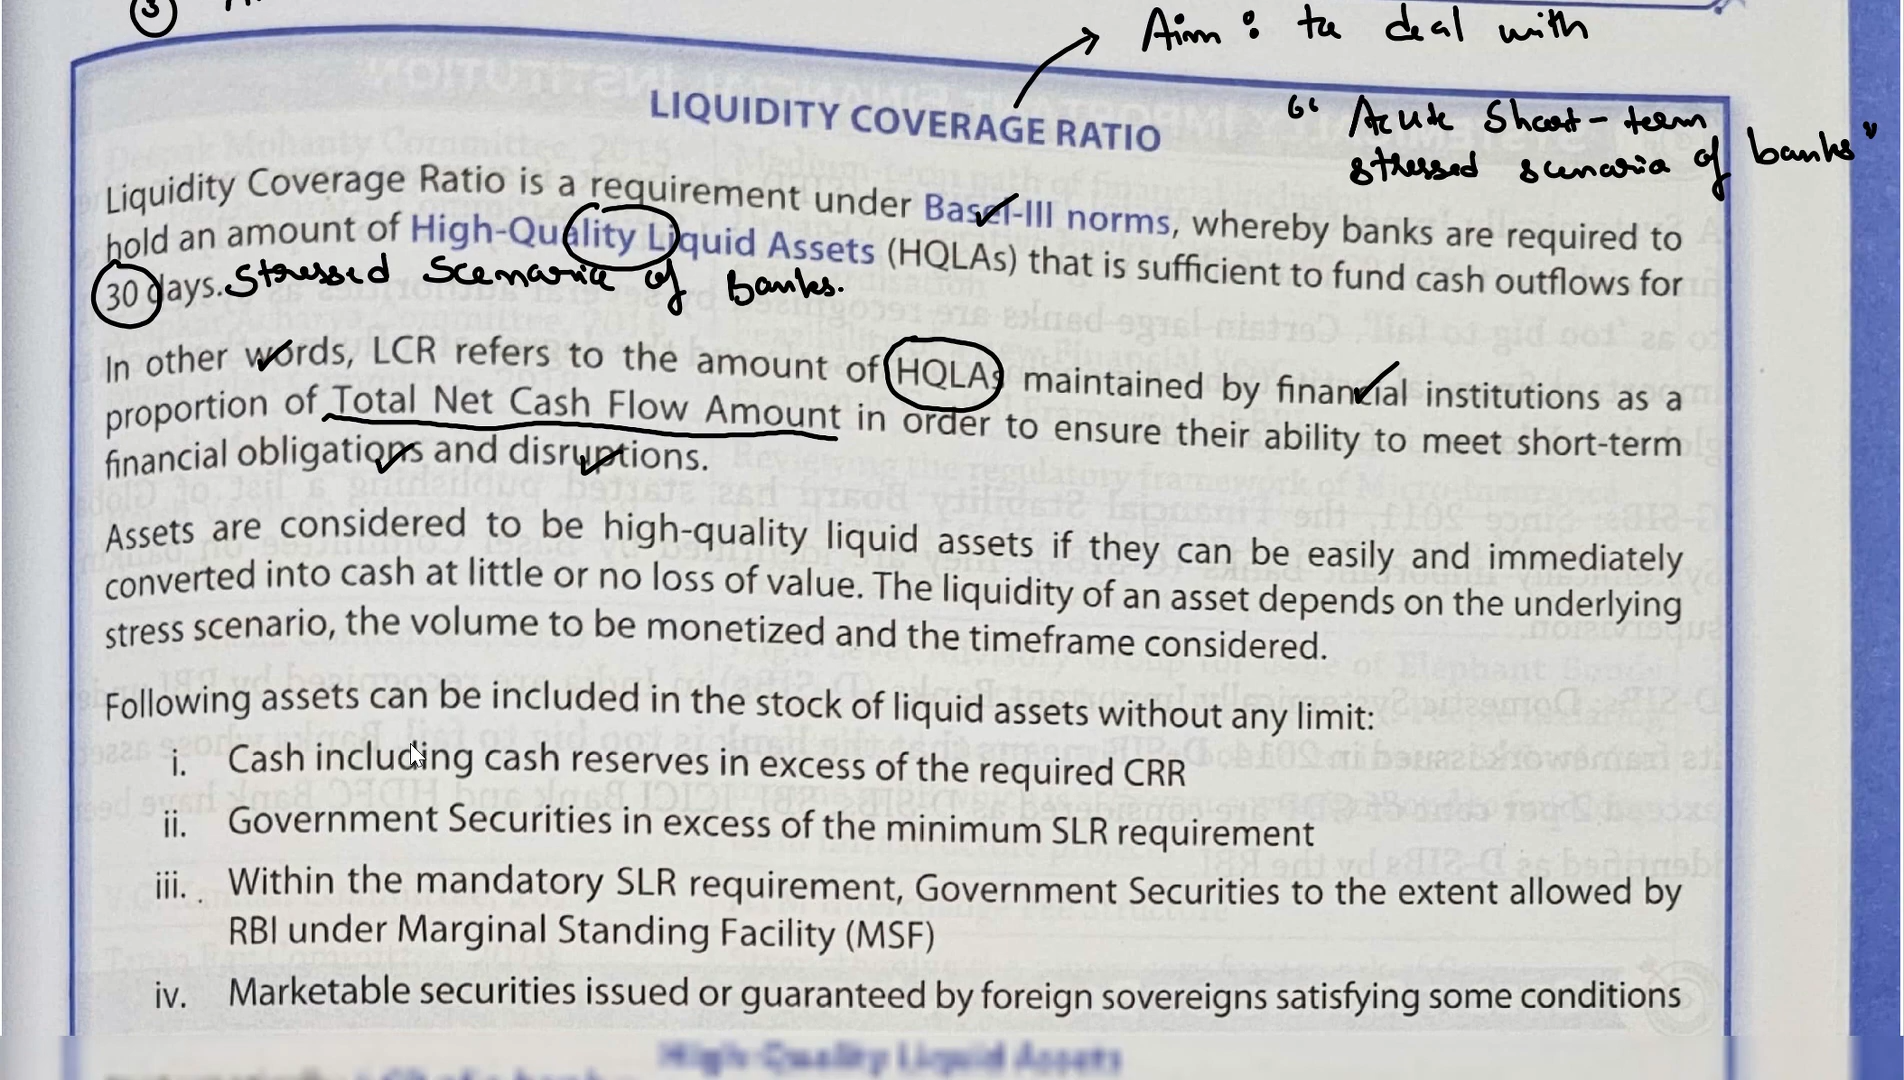 3
Aim : to deal with
LIQUIDITY COVERAGE RATIO
"Acute Short-term
stressed scenario of banks"
Liquidity Coverage Ratio is a requirement under Basel-III norms, whereby banks are required to
hold an amount of High-Quality Liquid Assets (HQLAs) that is sufficient to fund cash outflows for
30 days. Stressed Scenario of Banks.
In other words, LCR refers to the amount of HQLAs maintained by financial institutions as a
proportion of Total Net Cash Flow Amount in order to ensure their ability to meet short-term
financial obligations and disruptions.
Assets are considered to be high-quality liquid assets if they can be easily and immediately
converted into cash at little or no loss of value. The liquidity of an asset depends on the underlying
stress scenario, the volume to be monetized and the timeframe considered.
Following assets can be included in the stock of liquid assets without any limit:
i. Cash including cash reserves in excess of the required CRR
ii. Government Securities in excess of the minimum SLR requirement
iii. Within the mandatory SLR requirement, Government Securities to the extent allowed by
RBI under Marginal Standing Facility (MSF)
iv. Marketable securities issued or guaranteed by foreign sovereigns satisfying some conditions
High-Quality Liquid Assets